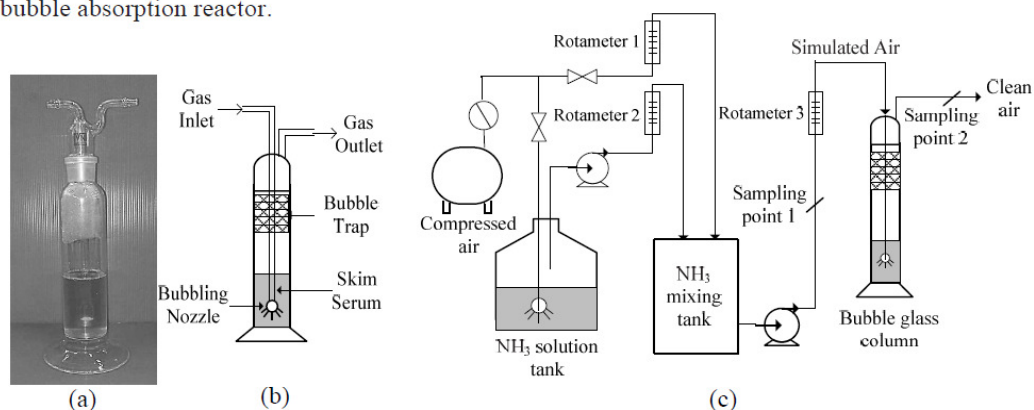 bubble absorption reactor.
Gas
Inlet
Gas
Outlet
Bubble
Trap
Skim
Serum
Bubbling
Nozzle
(a)
(b)
Rotameter 1
Rotameter 2
Compressed
air
NH₃ solution
tank
NH₃
mixing
tank
Simulated Air
Rotameter 3
Sampling
point 1
Clean
air
Sampling
point 2
Bubble glass
column
(c)